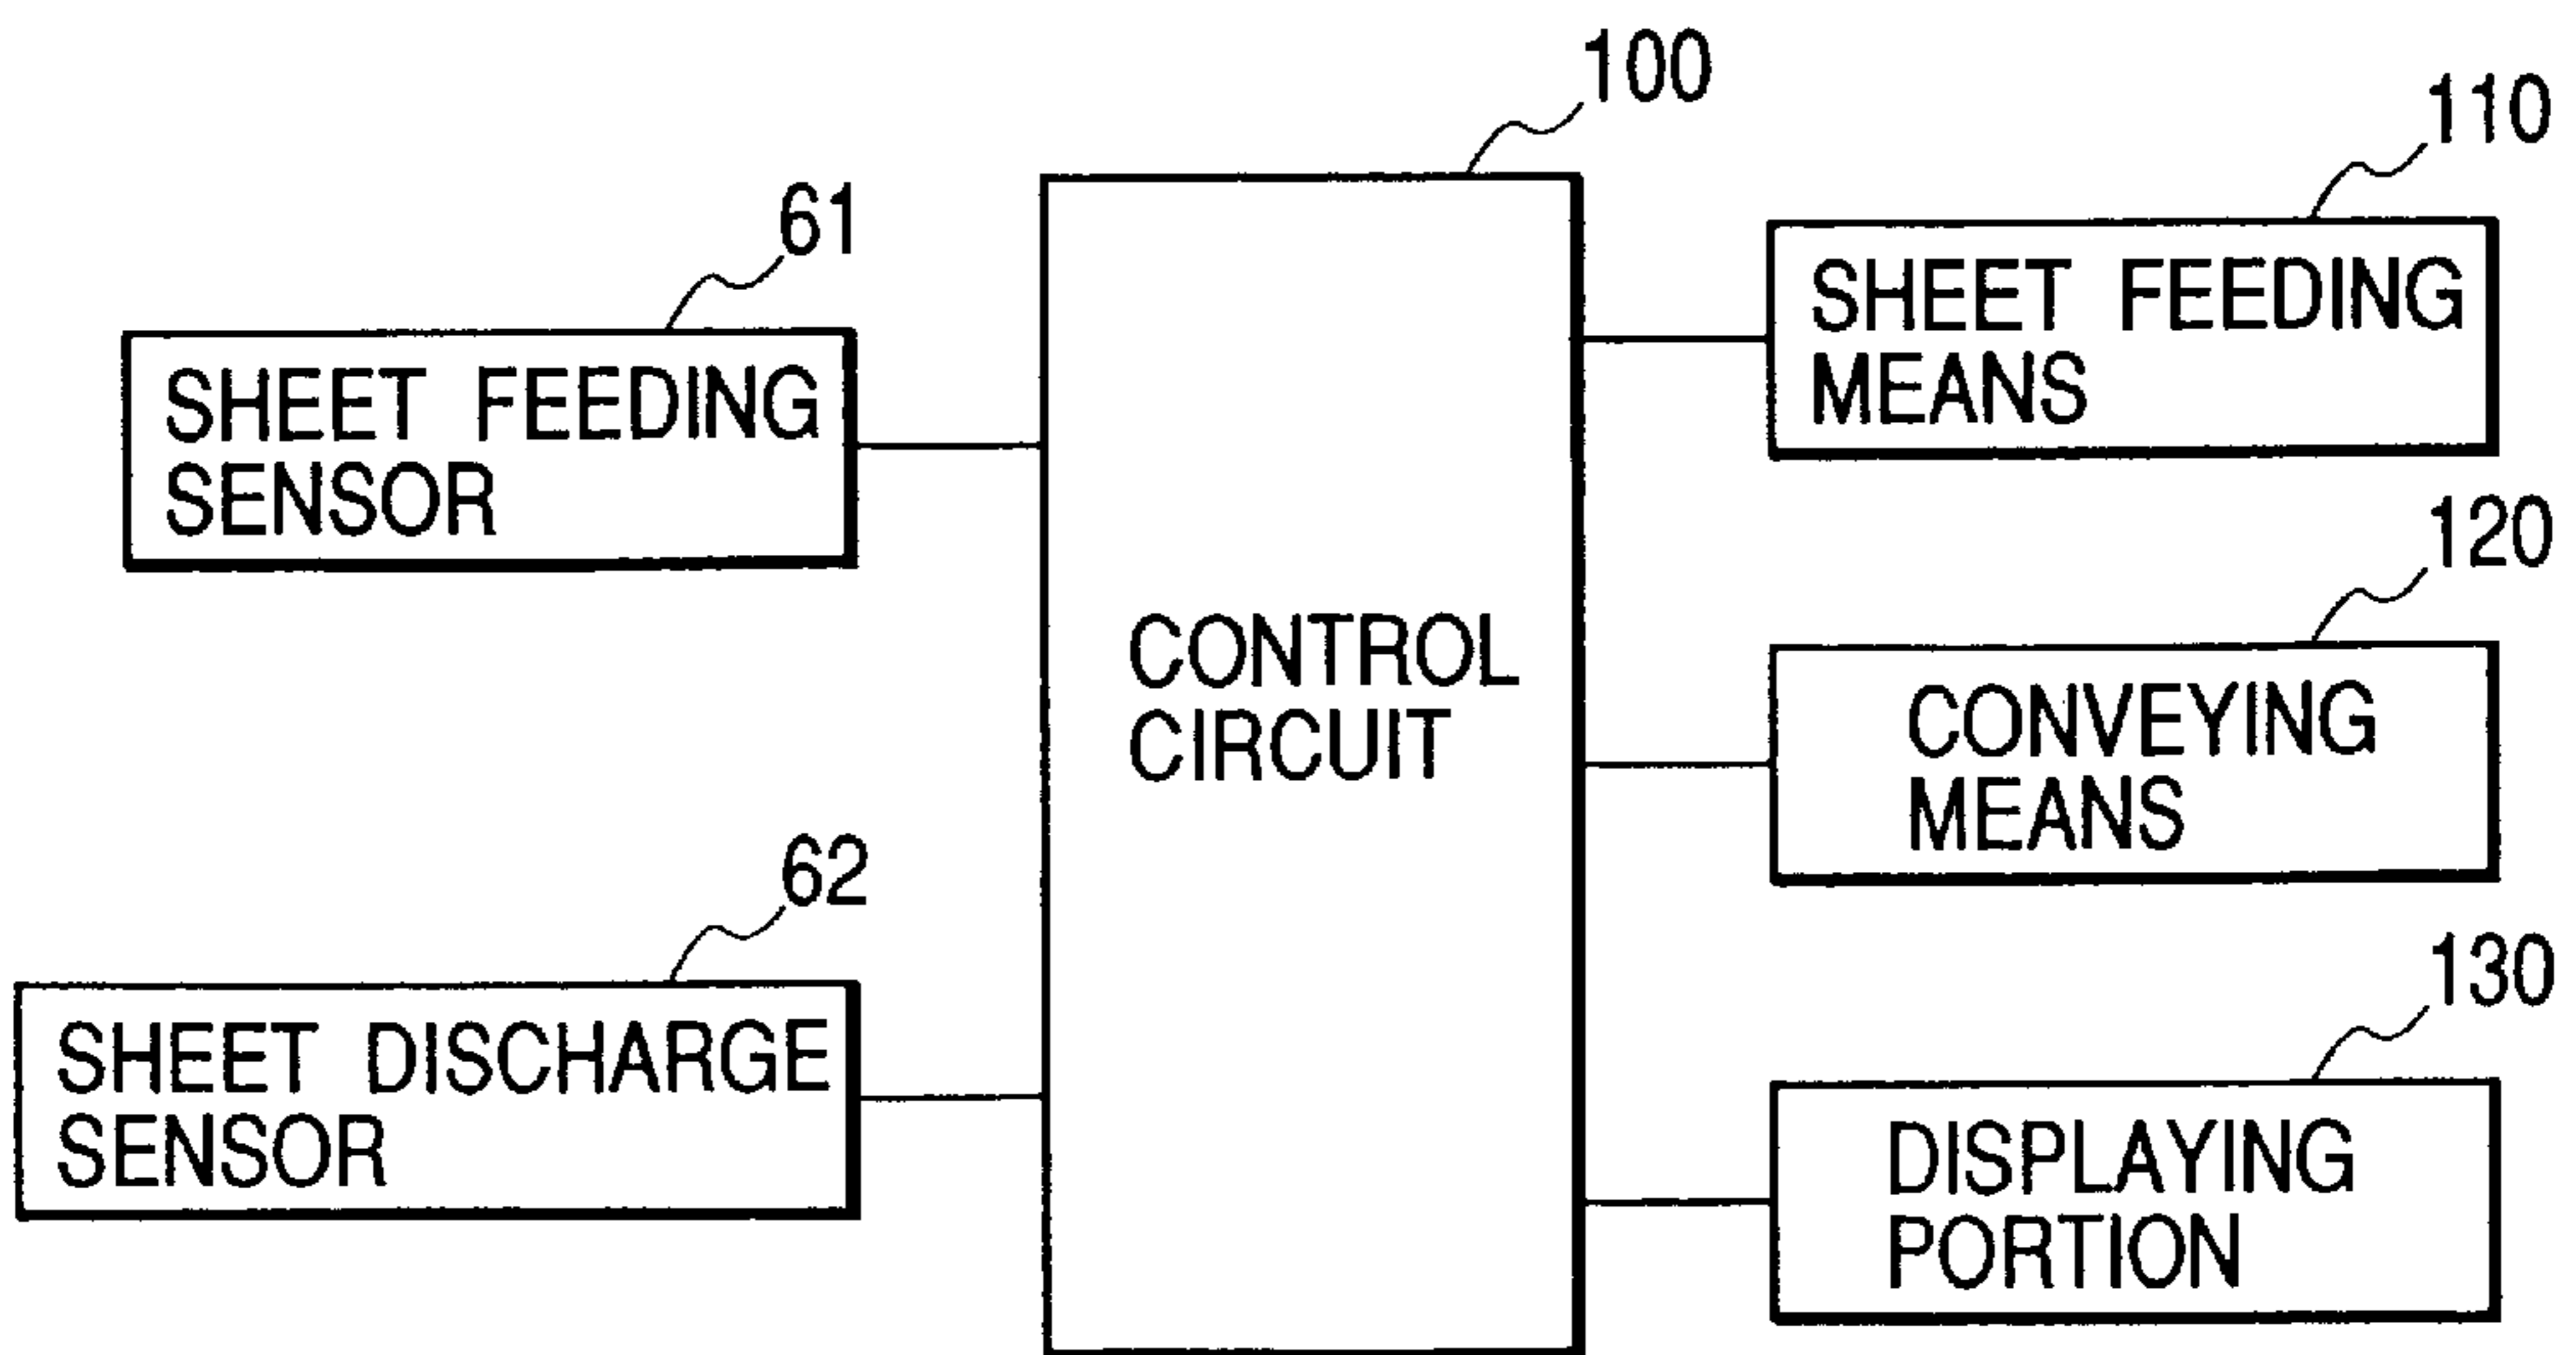 100
110
61
SHEET FEEDING
MEANS
SHEET FEEDING
SENSOR
120
CONTROL
CIRCUIT
CONVEYING
MEANS
62
130
SHEET DISCHARGE
SENSOR
DISPLAYING
PORTION